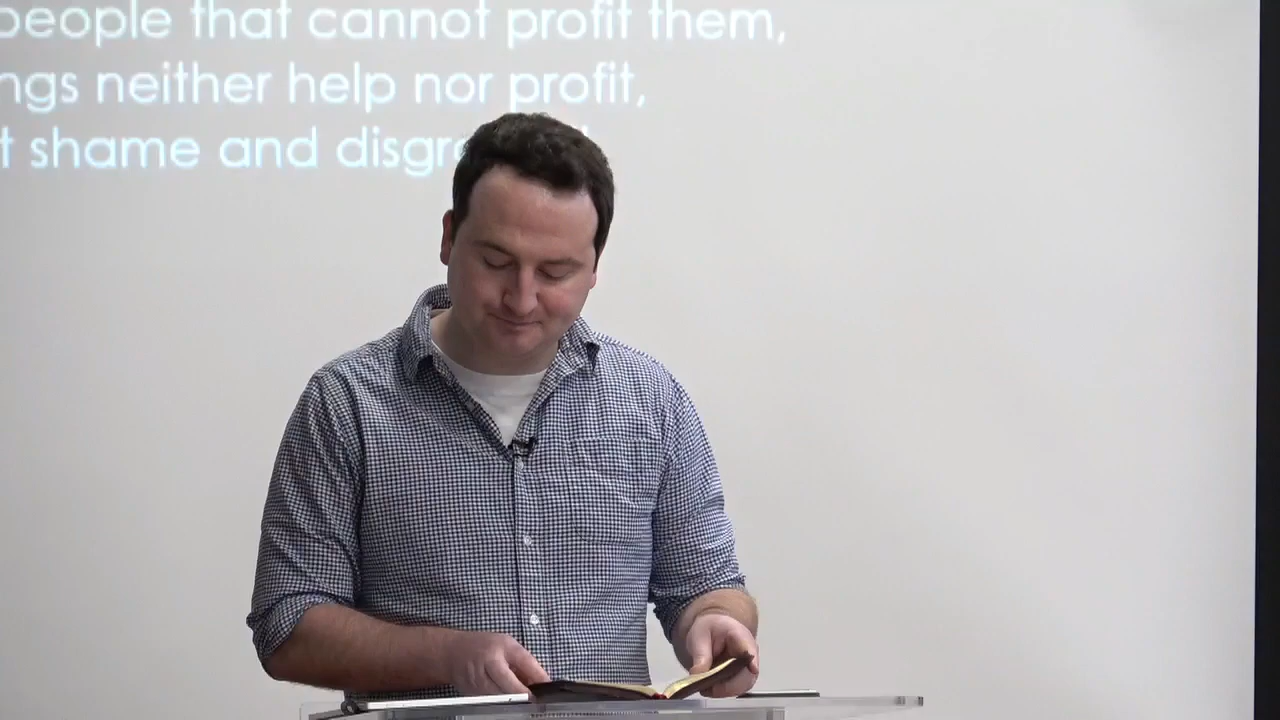 people that cannot profit them,
ngs neither help nor profit,
t shame and disgr